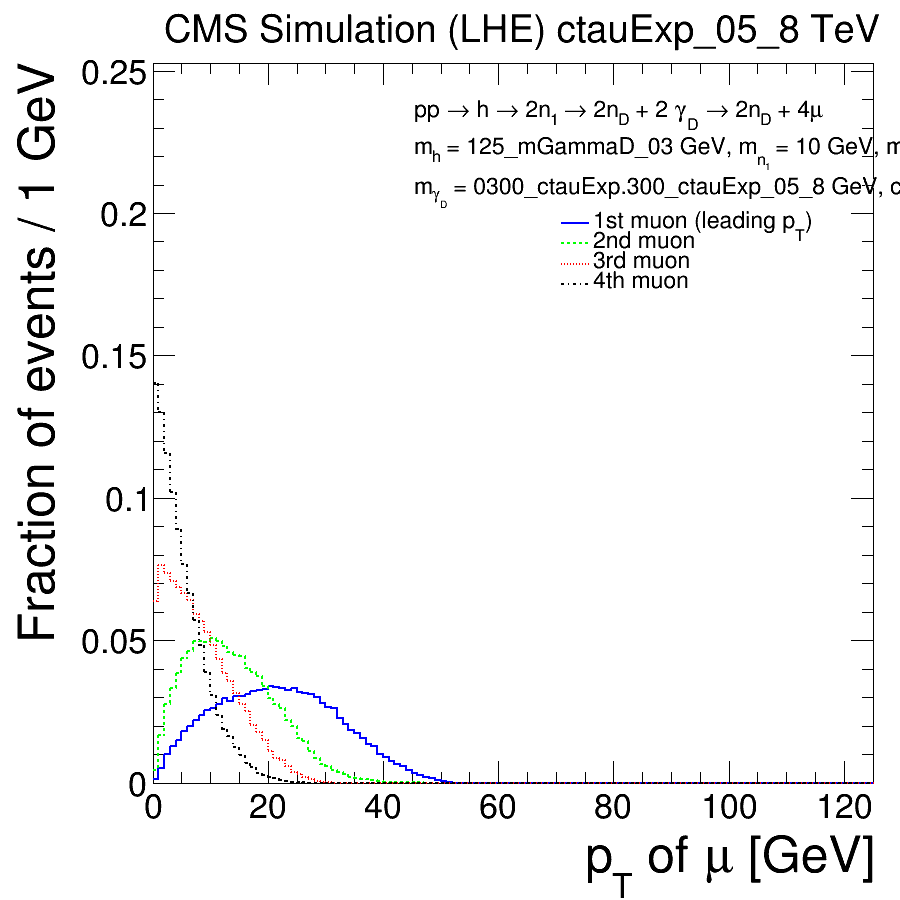 CMS Simulation (LHE) ctauExp_05_8 TeV
Fraction of events / 1 GeV
0.25
0.2
0.15
0.1
0.05
0
pp → h → 2n1 → 2nD + 2 γD → 2nD + 4μ
mh = 125_mGammaD_03 GeV, mn1 = 10 GeV, m
mγD = 0300_ctauExp.300_ctauExp_05_8 GeV, c
1st muon (leading pT)
2nd muon
3rd muon
4th muon
0 20 40 60 80 100 120
pT of μ [GeV]